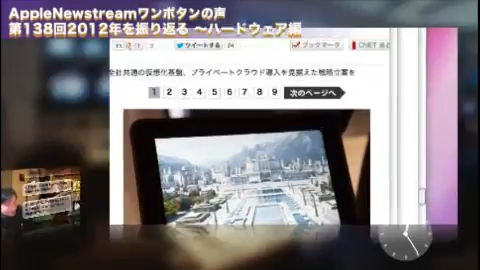 AppleNewstreamワンボタンの声
第138回2012年を振り返る ～ハードウェア編
ツイートする 24
ブックマーク
全社共通の仮想化基盤、プライベートクラウド導入を見据えた戦略立案を
1 2 3 4 5 6 7 8 9 次のページへ